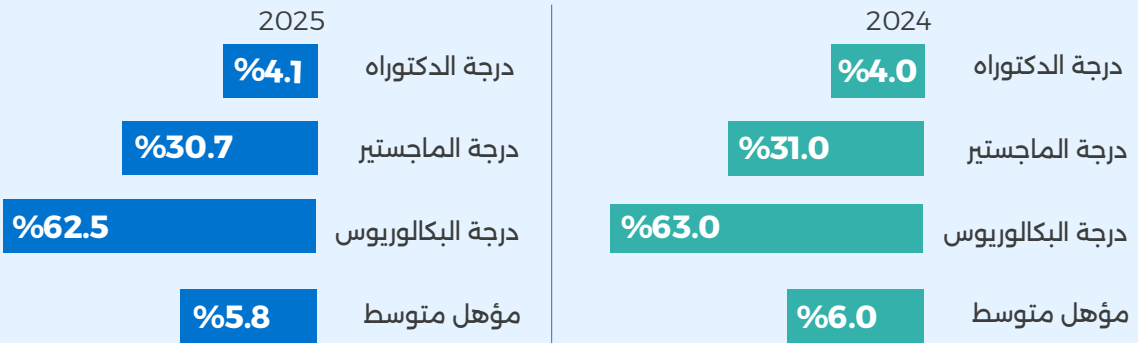 2024
درجة الدكتوراه %4.0
درجة الماجستير %31.0
درجة البكالوريوس %63.0
مؤهل متوسط %6.0
2025
درجة الدكتوراه %4.1
درجة الماجستير %30.7
درجة البكالوريوس %62.5
مؤهل متوسط %5.8